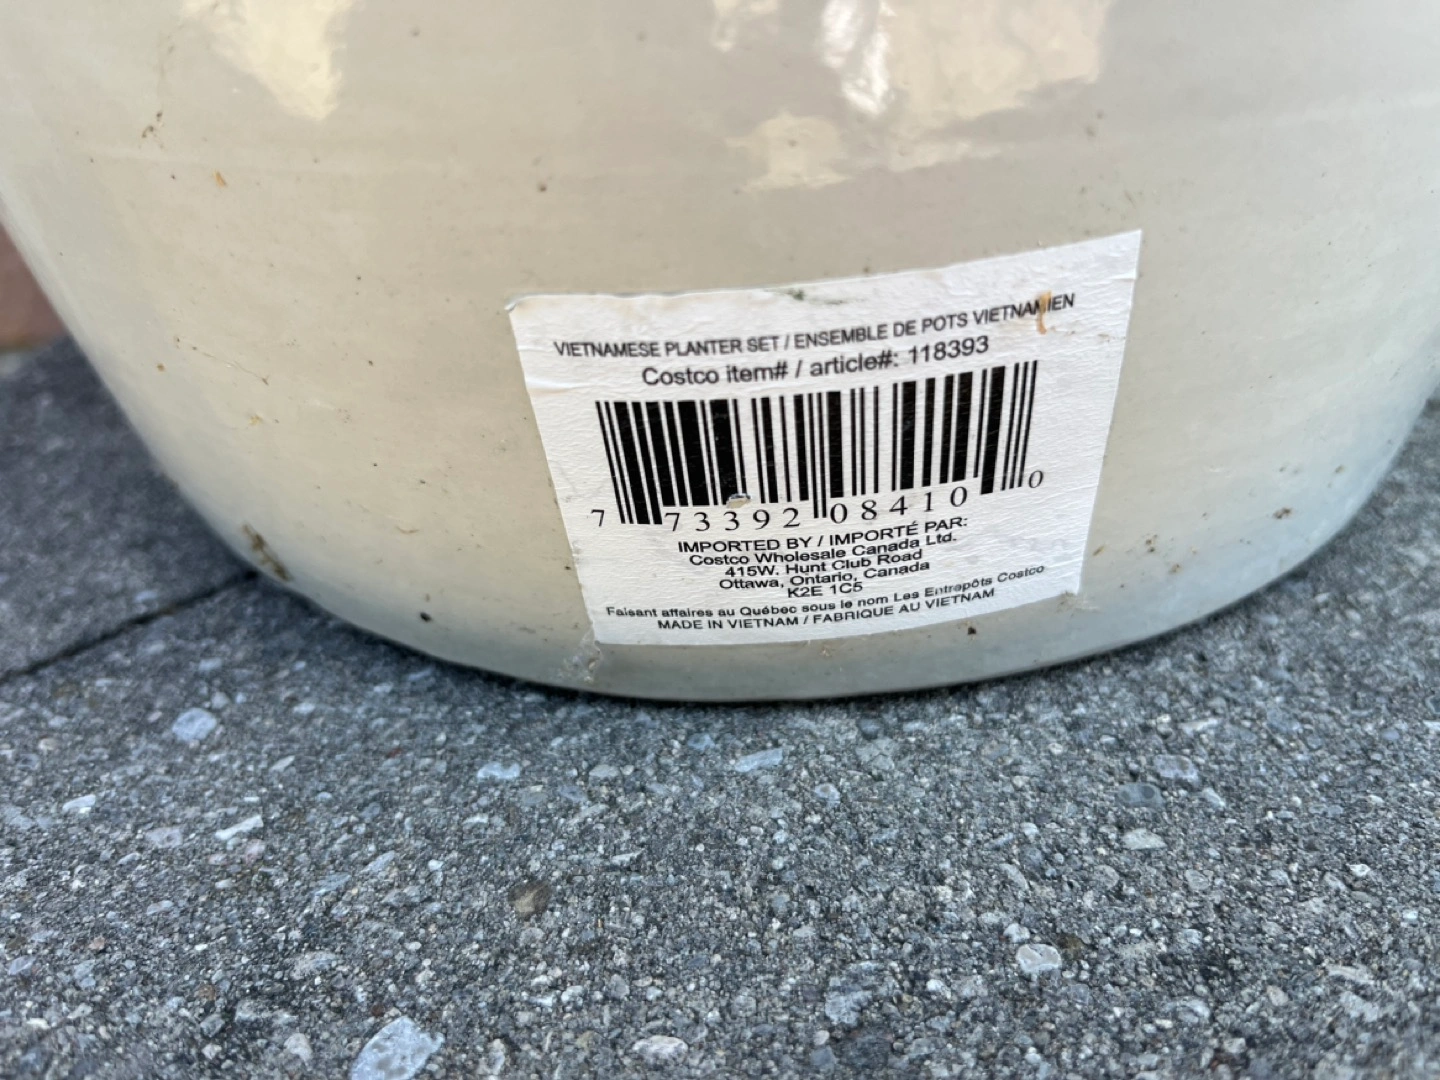 VIETNAMESE PLANTER SET / ENSEMBLE DE POTS VIETNAMIEN
Costco item# / article#: 118393
7 73392 08410 0
IMPORTED BY / IMPORTÉ PAR:
Costco Wholesale Canada Ltd.
415W. Hunt Club Road
Ottawa, Ontario, Canada
K2E 1C5
Faisant affaires au Québec sous le nom Les Entrepôts Costco
MADE IN VIETNAM / FABRIQUE AU VIETNAM